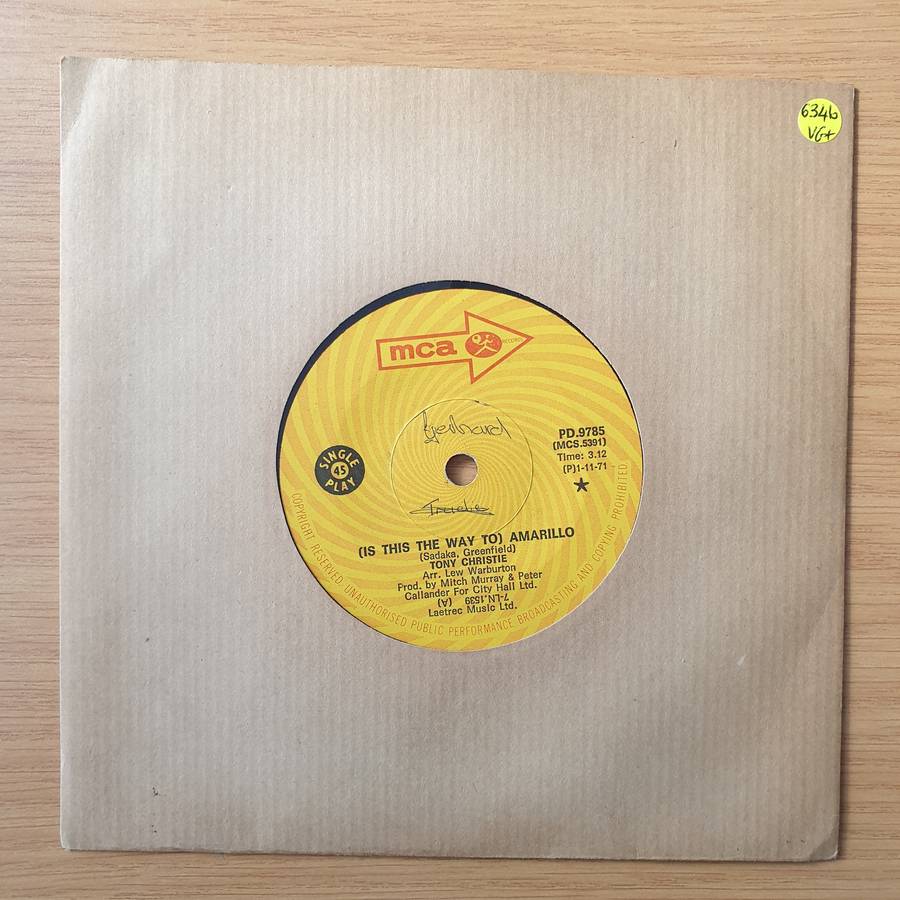 634b
VG+
mca RECORDS
SINGLE
45
PLAY
PD.9785
(MCS.5391)
Time: 3.12
(P)1-11-71
★
(IS THIS THE WAY TO) AMARILLO
(Sadaka, Greenfield)
TONY CHRISTIE
Arr. Lew Warburton
Prod. by Mitch Murray & Peter
Callander For City Hall Ltd.
(A) 7-LN-1539
Laetrec Music Ltd.
COPYRIGHT RESERVED. UNAUTHORISED PUBLIC PERFORMANCE BROADCASTING AND COPYING PROHIBITED.